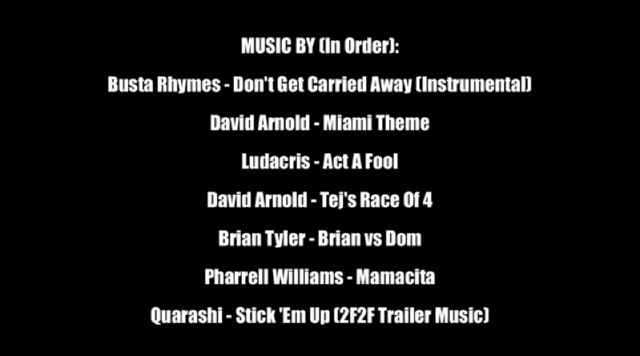 MUSIC BY (In Order):
Busta Rhymes - Don't Get Carried Away (Instrumental)
David Arnold - Miami Theme
Ludacris - Act A Fool
David Arnold - Tej's Race Of 4
Brian Tyler - Brian vs Dom
Pharrell Williams - Mamacita
Quarashi - Stick 'Em Up (2F2F Trailer Music)